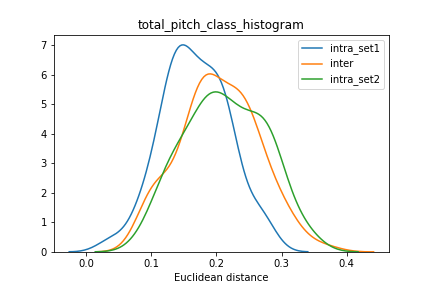 total_pitch_class_histogram
intra_set1
inter
intra_set2
7
6
5
4
3
2
1
0
0.0 0.1 0.2 0.3 0.4
Euclidean distance